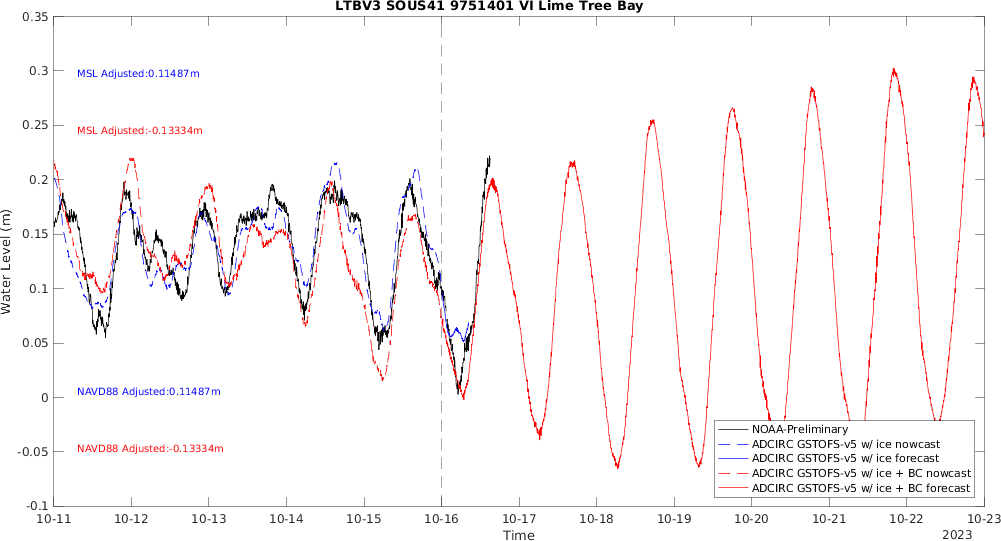 LTBV3 SOUS41 9751401 VI Lime Tree Bay
0.35
0.3
0.25
0.2
0.15
0.1
0.05
0
-0.05
-0.1
Water Level (m)
MSL Adjusted:0.11487m
MSL Adjusted:-0.13334m
NAVD88 Adjusted:0.11487m
NAVD88 Adjusted:-0.13334m
NOAA-Preliminary
ADCIRC GSTOFS-v5 w/ ice nowcast
ADCIRC GSTOFS-v5 w/ ice forecast
ADCIRC GSTOFS-v5 w/ ice + BC nowcast
ADCIRC GSTOFS-v5 w/ ice + BC forecast
10-11 10-12 10-13 10-14 10-15 10-16 10-17 10-18 10-19 10-20 10-21 10-22 10-23
Time
2023